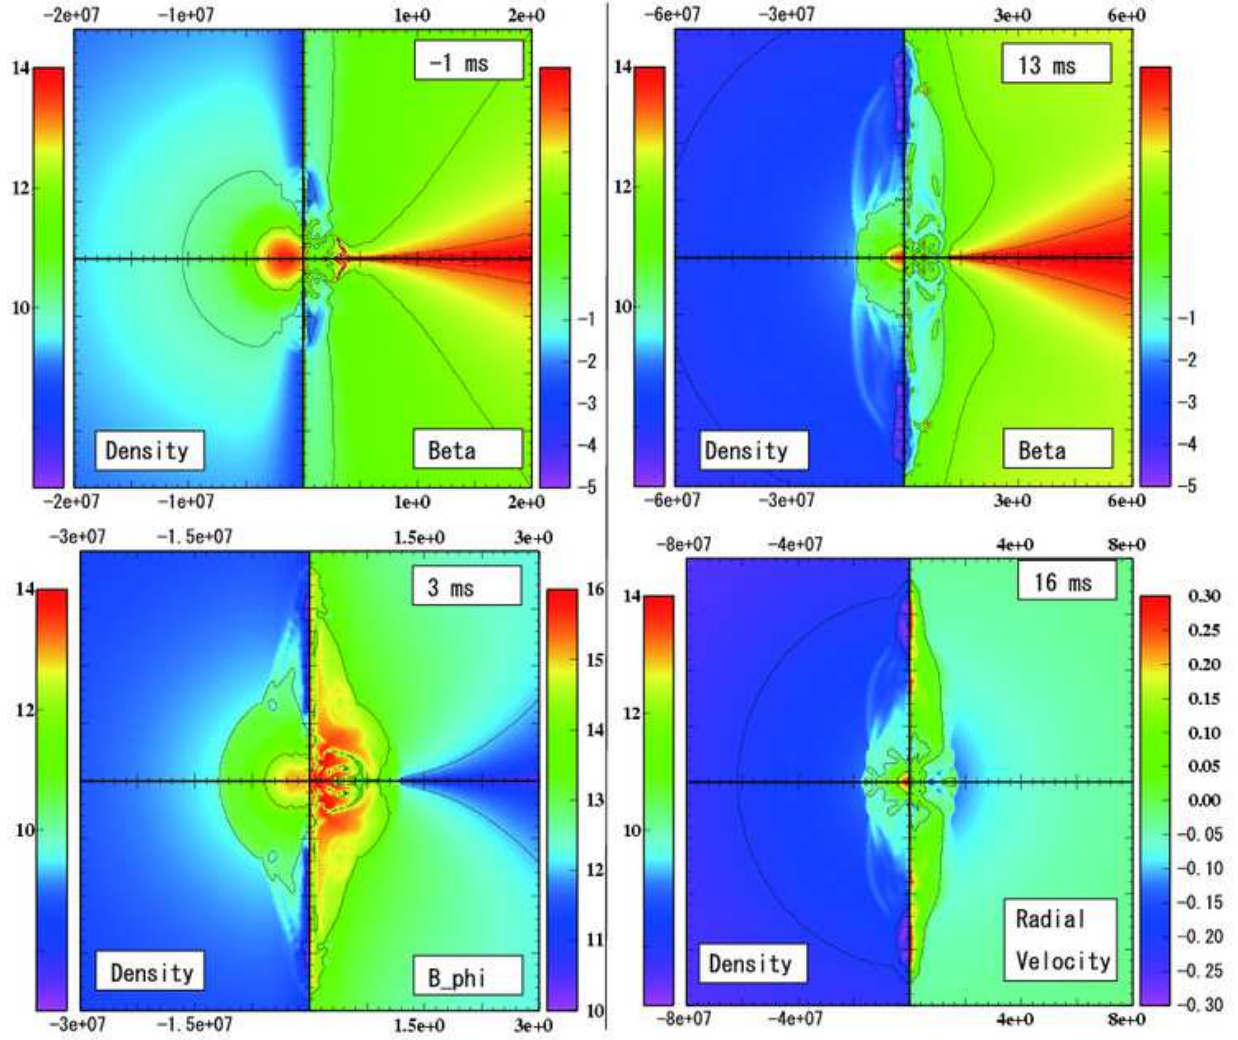 −2e+07 −1e+07 1e+0 2e+0
14 −1 ms
12
10 −1
−2
−3
Density Beta −4
−5
−2e+07 −1e+07 1e+0 2e+0
−6e+07 −3e+07 3e+0 6e+0
14 13 ms
12
10 −1
−2
−3
Density Beta −4
−5
−6e+07 −3e+07 3e+0 6e+0
−3e+07 −1.5e+07 1.5e+0 3e+0
14 3 ms 16
15
12 14
13
10 12
11
Density B_phi
10
−3e+07 −1.5e+07 1.5e+0 3e+0
−8e+07 −4e+07 4e+0 8e+0
14 16 ms 0.30
0.25
0.20
12 0.15
0.10
0.05
0.00
10 −0.05
−0.10
−0.15
Radial −0.20
Density Velocity −0.25
−0.30
−8e+07 −4e+07 4e+0 8e+0